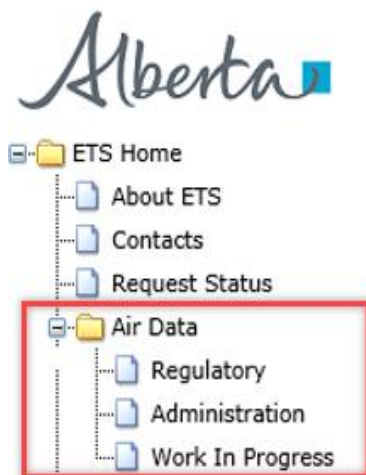 Alberta
ETS Home
About ETS
Contacts
Request Status
Air Data
Regulatory
Administration
Work In Progress